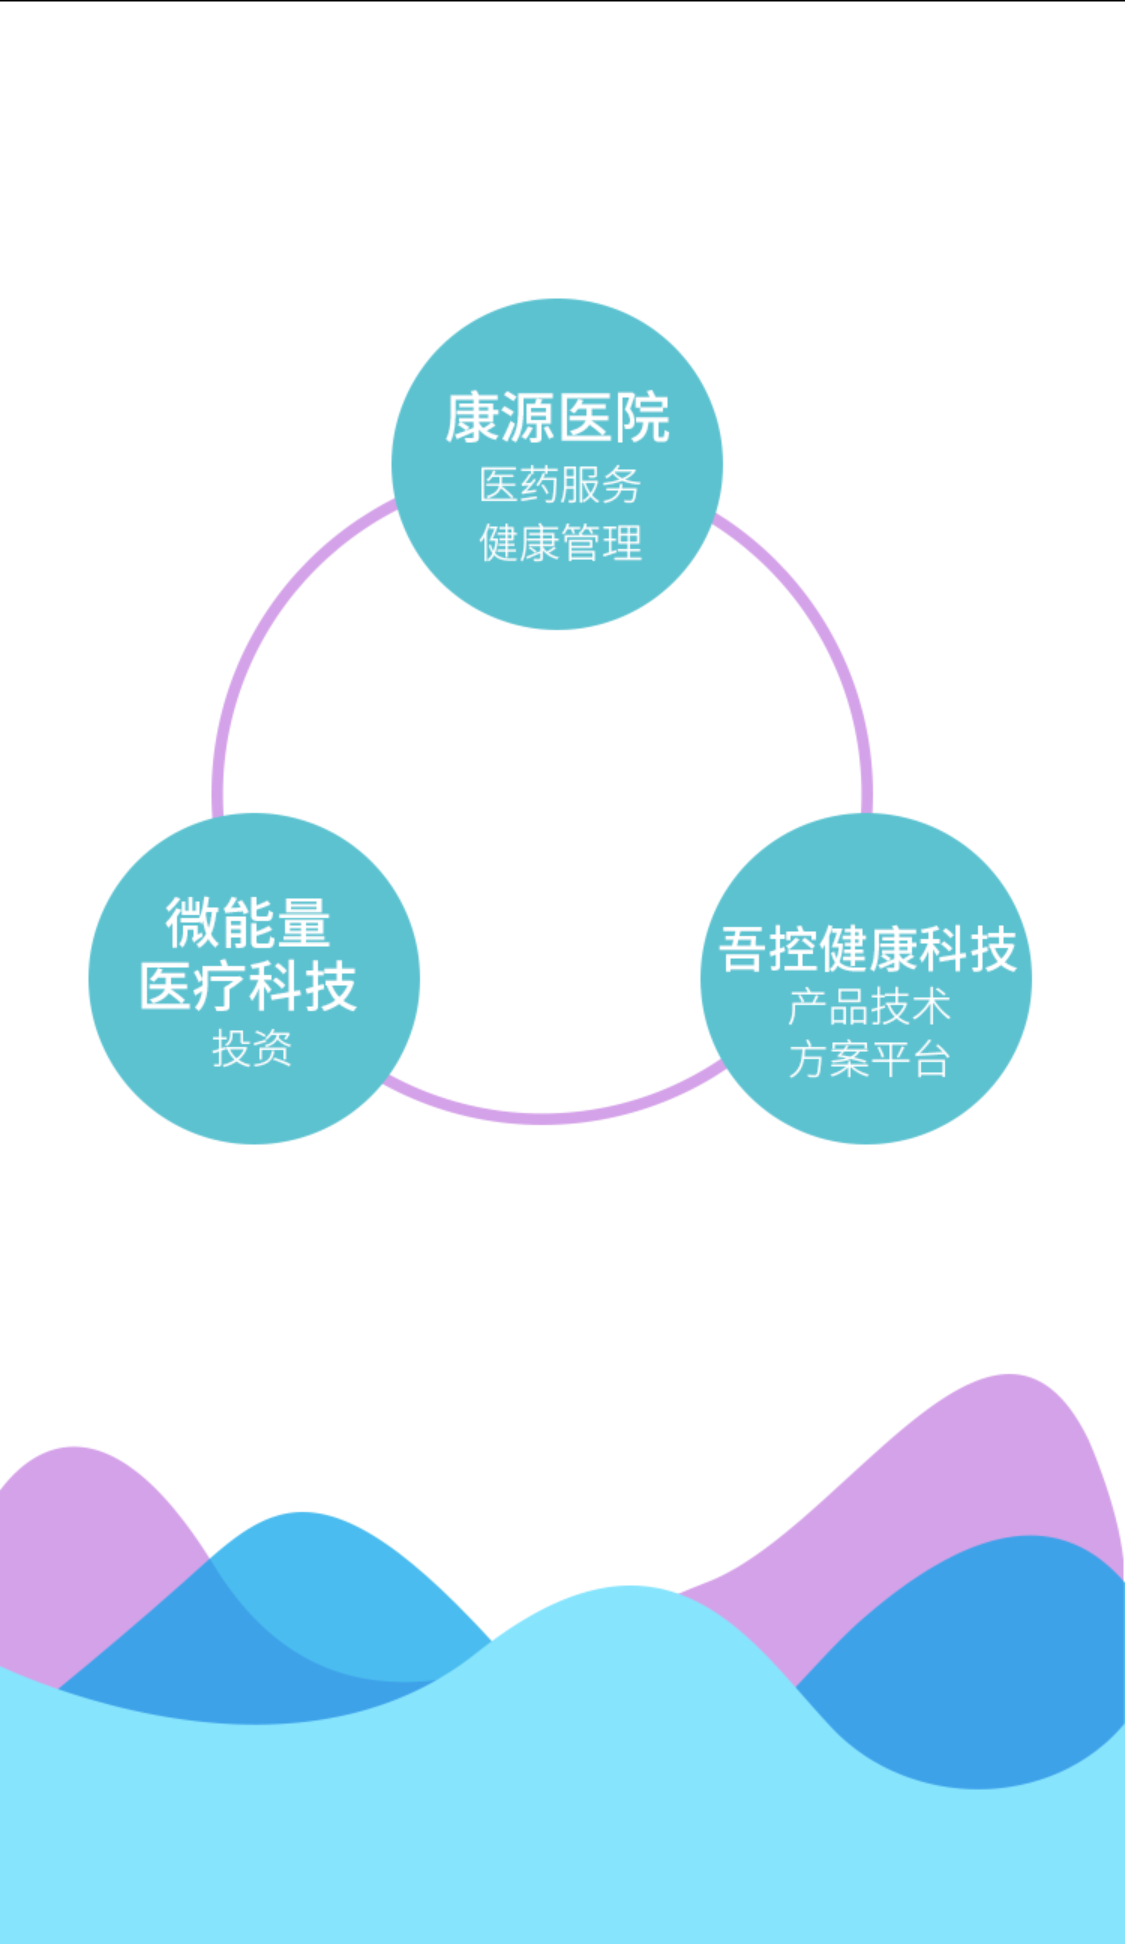 康源医院
医药服务
健康管理
微能量
医疗科技
投资
吾控健康科技
产品技术
方案平台